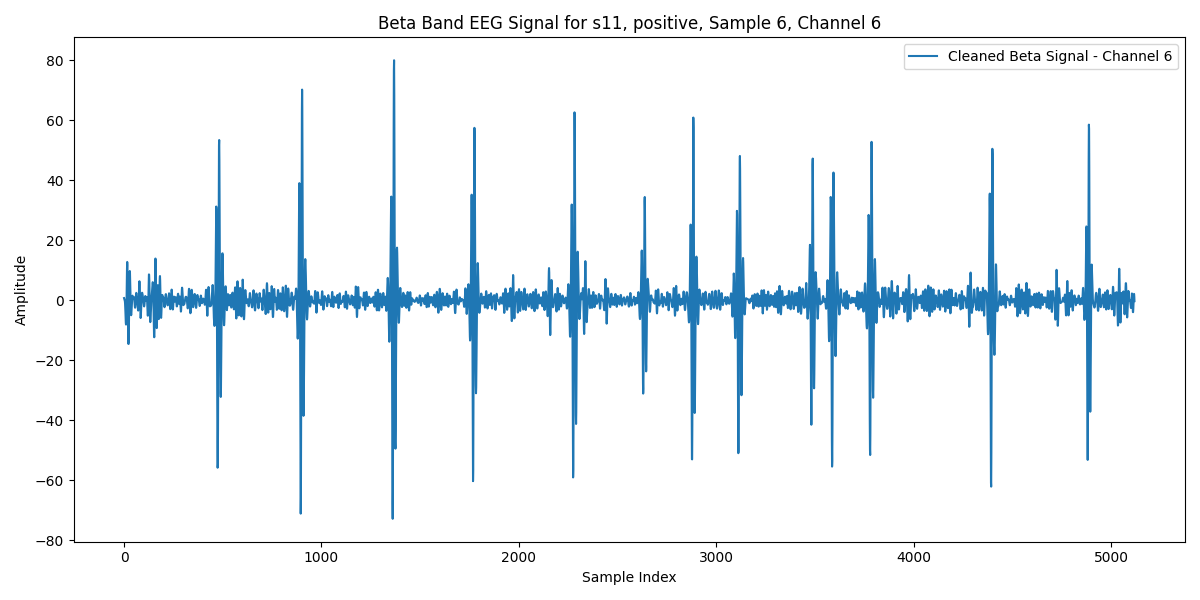 Beta Band EEG Signal for s11, positive, Sample 6, Channel 6
Cleaned Beta Signal - Channel 6
Amplitude
80
60
40
20
0
−20
−40
−60
−80
0 1000 2000 3000 4000 5000
Sample Index